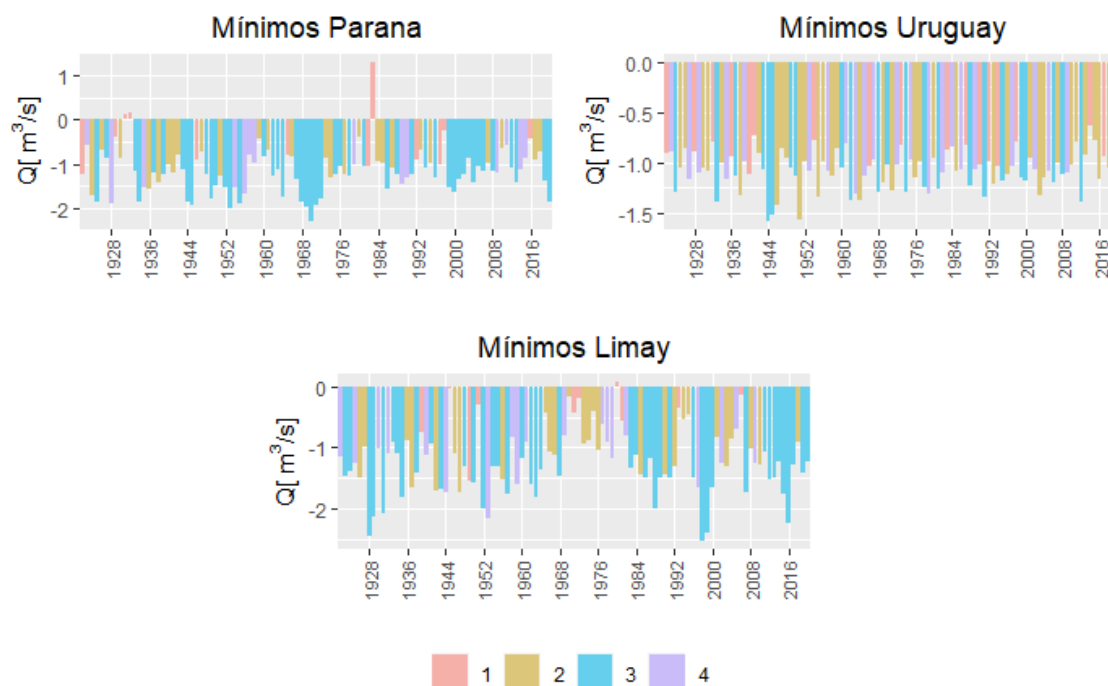 Mínimos Parana
Q[ m³/s]
1
0
-1
-2
1928 1936 1944 1952 1960 1968 1976 1984 1992 2000 2008 2016
Mínimos Uruguay
Q[ m³/s]
0.0
-0.5
-1.0
-1.5
1928 1936 1944 1952 1960 1968 1976 1984 1992 2000 2008 2016
Mínimos Limay
Q[ m³/s]
0
-1
-2
1928 1936 1944 1952 1960 1968 1976 1984 1992 2000 2008 2016
1 2 3 4